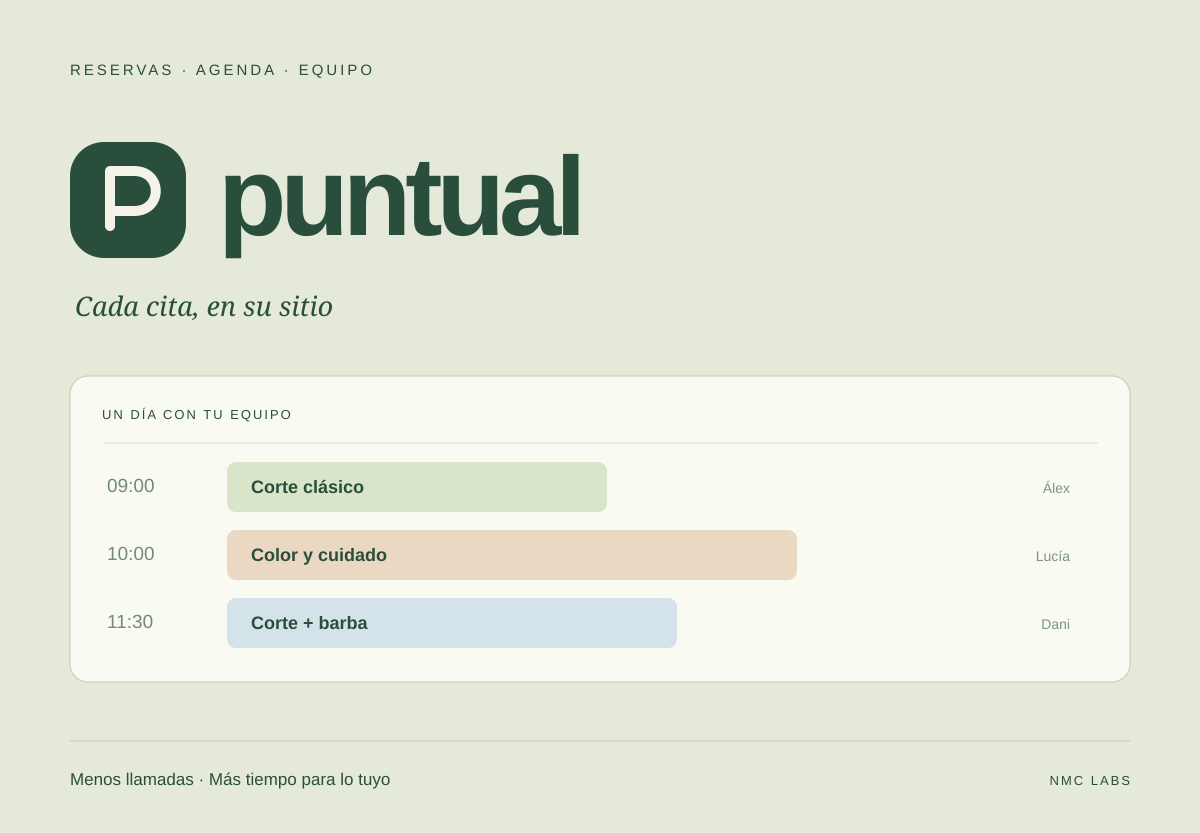 RESERVAS · AGENDA · EQUIPO
P puntual
Cada cita, en su sitio
UN DÍA CON TU EQUIPO
09:00 Corte clásico Álex
10:00 Color y cuidado Lucía
11:30 Corte + barba Dani
Menos llamadas · Más tiempo para lo tuyo NMC LABS